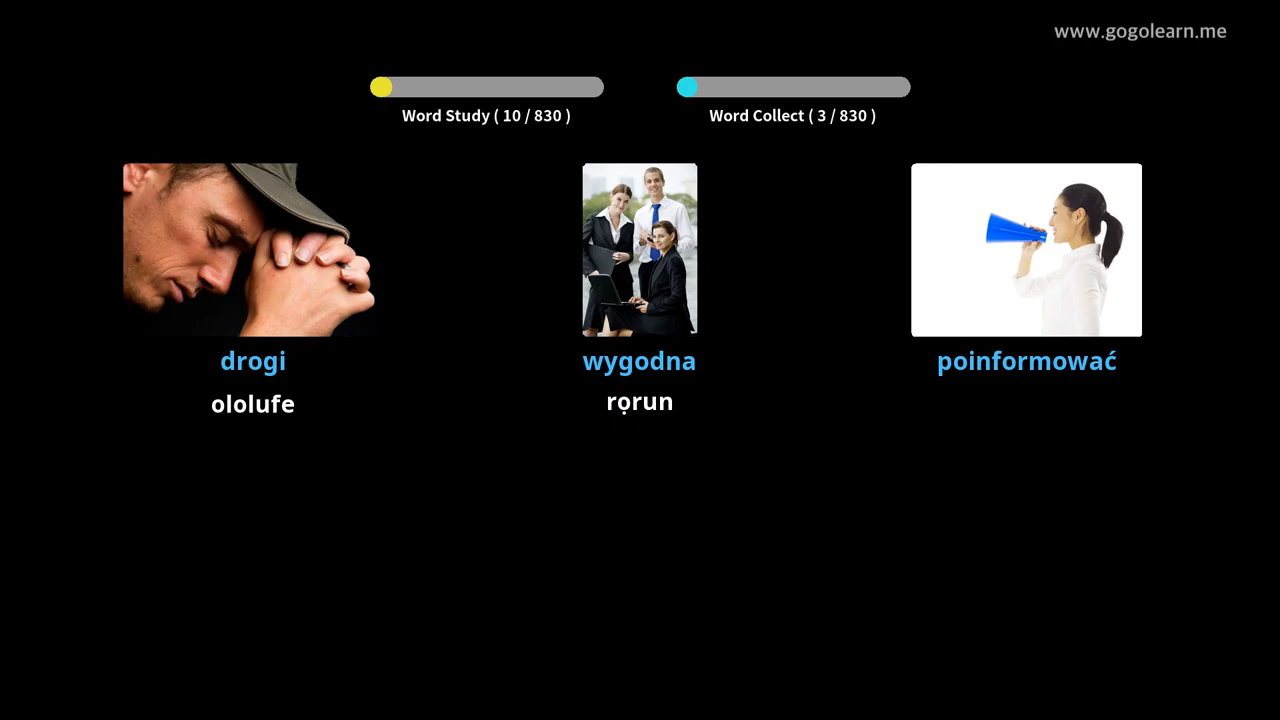 www.gogolearn.me
Word Study ( 10 / 830 )
Word Collect ( 3 / 830 )
drogi
wygodna
poinformować
ololufe
rọrun